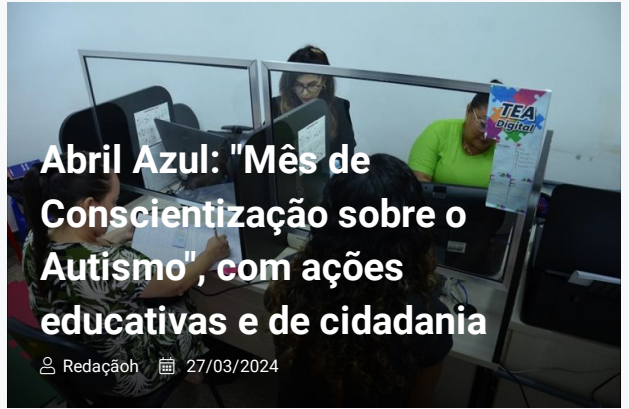 TEA
Digital
Abril Azul: "Mês de
Conscientização sobre o
Autismo", com ações
educativas e de cidadania
Redaçãoh 27/03/2024